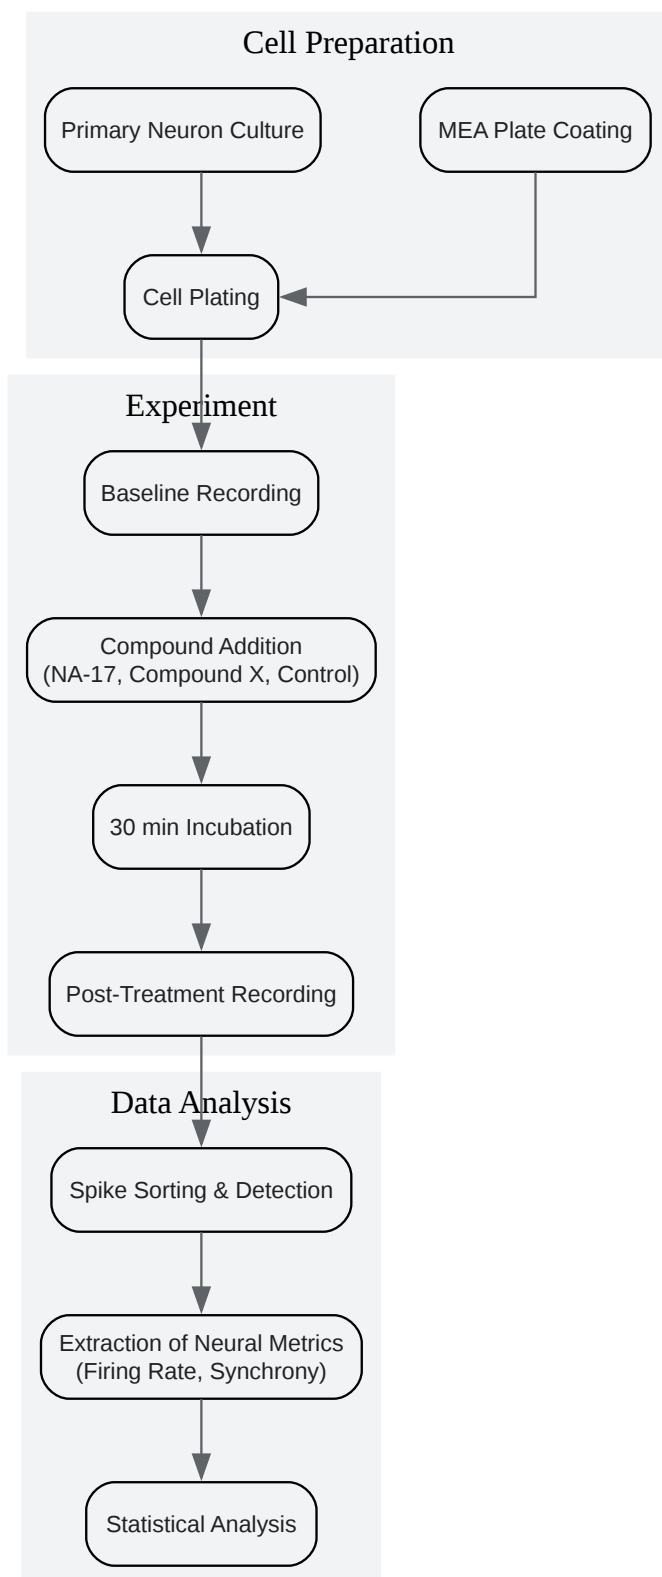 Cell Preparation
Primary Neuron Culture
MEA Plate Coating
Cell Plating
Experiment
Baseline Recording
Compound Addition
(NA-17, Compound X, Control)
30 min Incubation
Post-Treatment Recording
Data Analysis
Spike Sorting & Detection
Extraction of Neural Metrics
(Firing Rate, Synchrony)
Statistical Analysis